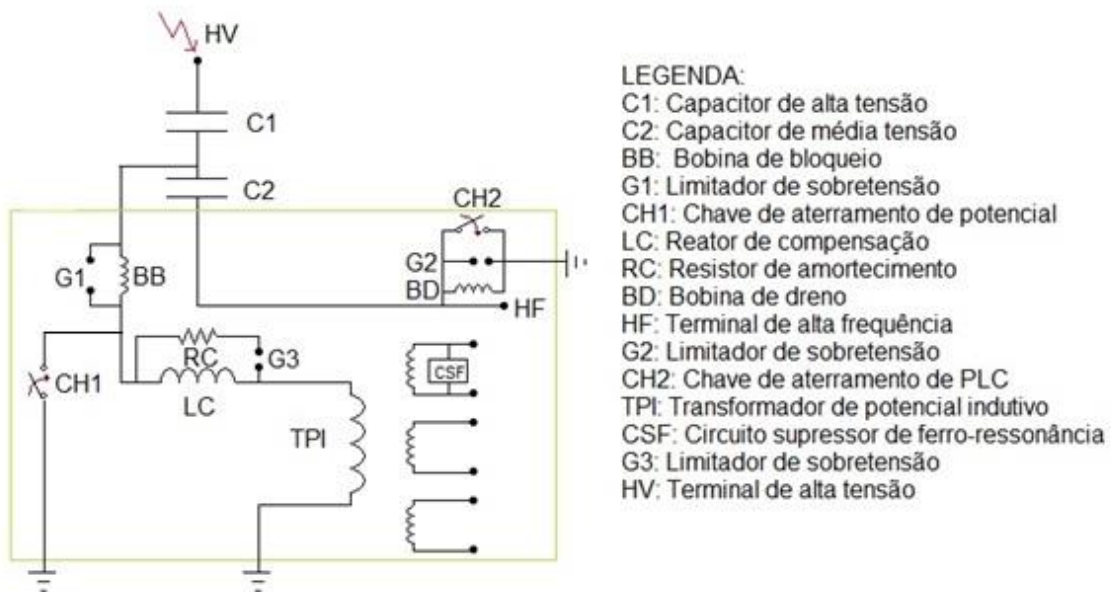 HV
C1
C2
CH2
G2
BD
HF
G1
BB
CH1
RC
G3
LC
TPI
CSF
LEGENDA:
C1: Capacitor de alta tensão
C2: Capacitor de média tensão
BB: Bobina de bloqueio
G1: Limitador de sobretensão
CH1: Chave de aterramento de potencial
LC: Reator de compensação
RC: Resistor de amortecimento
BD: Bobina de dreno
HF: Terminal de alta frequência
G2: Limitador de sobretensão
CH2: Chave de aterramento de PLC
TPI: Transformador de potencial indutivo
CSF: Circuito supressor de ferro-ressonância
G3: Limitador de sobretensão
HV: Terminal de alta tensão